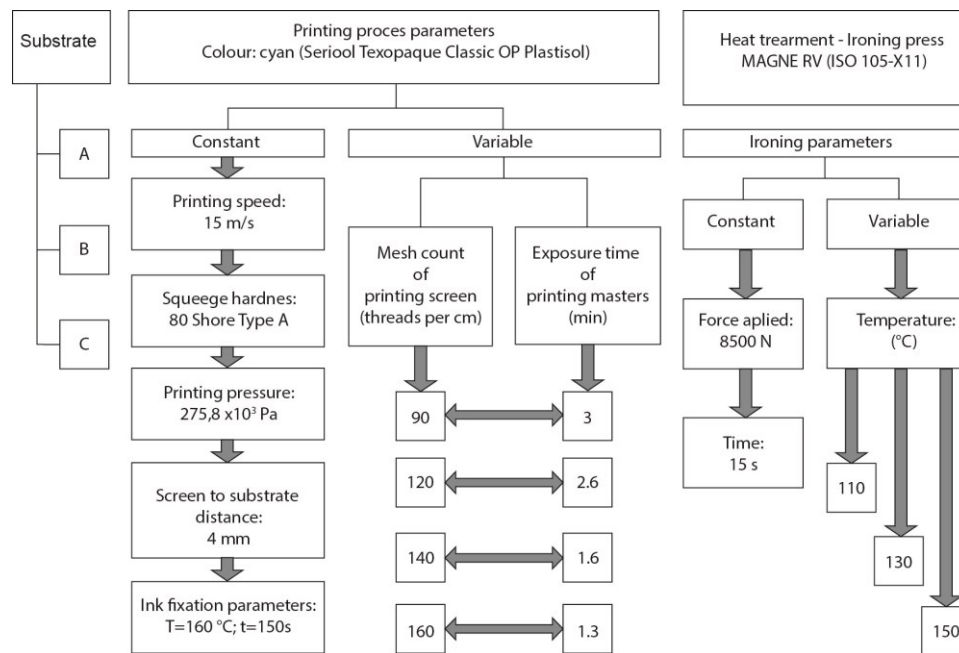 Substrate
A
B
C
Printing proces parameters
Colour: cyan (Seriool Texopaque Classic OP Plastisol)
Constant
Printing speed:
15 m/s
Squeege hardnes:
80 Shore Type A
Printing pressure:
275,8 x10³ Pa
Screen to substrate
distance:
4 mm
Ink fixation parameters:
T=160 °C; t=150s
Variable
Mesh count
of
printing screen
(threads per cm)
Exposure time
of
printing masters
(min)
90
3
120
2.6
140
1.6
160
1.3
Heat trearment - Ironing press
MAGNE RV (ISO 105-X11)
Ironing parameters
Constant
Force aplied:
8500 N
Time:
15 s
Variable
Temperature:
(°C)
110
130
150